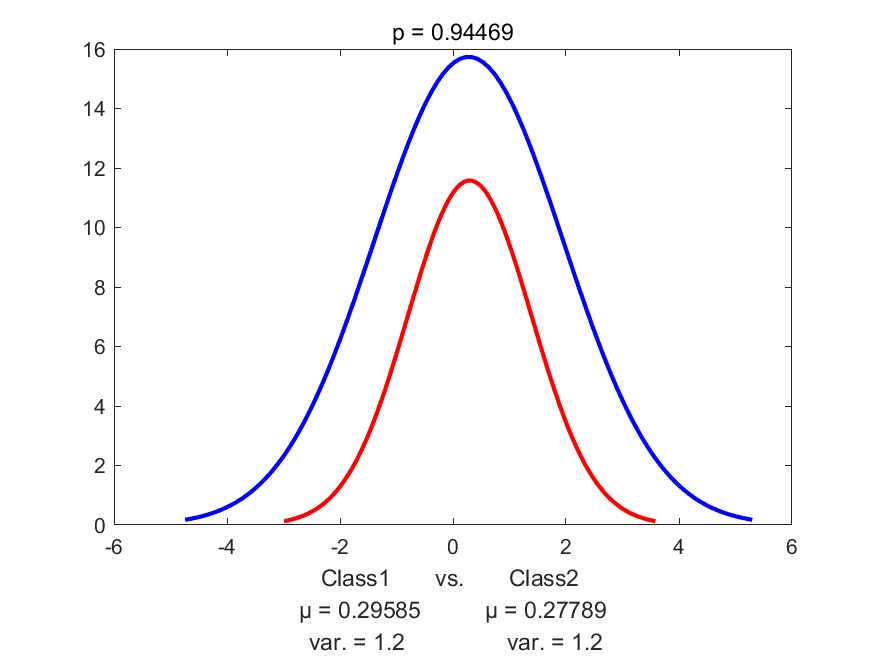 p = 0.94469
16
14
12
10
8
6
4
2
0
-6 -4 -2 0 2 4 6
Class1 vs. Class2
μ = 0.29585 μ = 0.27789
var. = 1.2 var. = 1.2